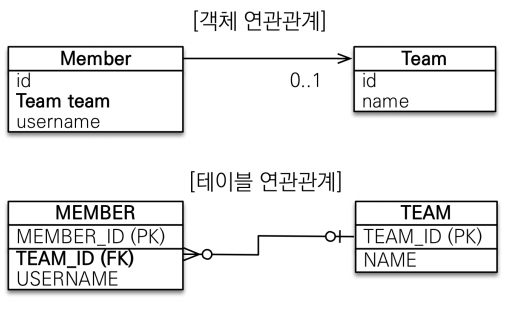 [객체 연관관계]
Member
id
Team team
username
0..1
Team
id
name
[테이블 연관관계]
MEMBER
MEMBER_ID (PK)
TEAM_ID (FK)
USERNAME
TEAM
TEAM_ID (PK)
NAME